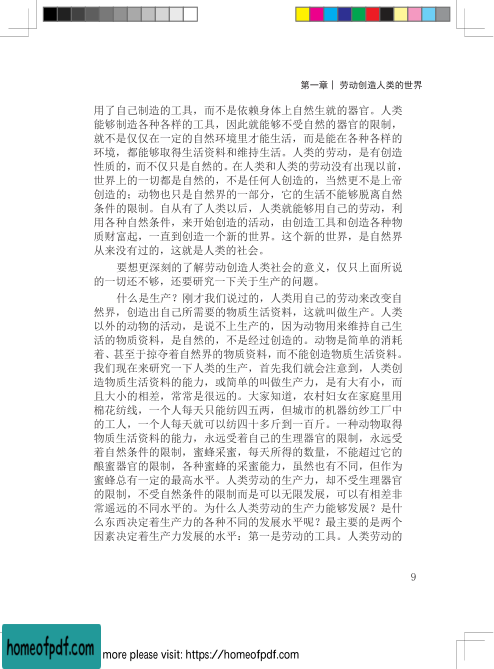 第一章｜ 劳动创造人类的世界
用了自己制造的工具，而不是依赖身体上自然生就的器官。人类
能够制造各种各样的工具，因此就能够不受自然的器官的限制，
就不是仅仅在一定的自然环境里才能生活，而是能在各种各样的
环境，都能够取得生活资料和维持生活。人类的劳动，是有创造
性质的，而不仅只是自然的。在人类和人类的劳动没有出现以前，
世界上的一切都是自然的，不是任何人创造的，当然更不是上帝
创造的；动物也只是自然界的一部分，它的生活不能够脱离自然
条件的限制。自从有了人类以后，人类就能够用自己的劳动，利
用各种自然条件，来开始创造的活动，由创造工具和创造各种物
质财富起，一直到创造一个新的世界。这个新的世界，是自然界
从来没有过的，这就是人类的社会。
要想更深刻的了解劳动创造人类社会的意义，仅只上面所说
的一切还不够，还要研究一下关于生产的问题。
什么是生产？刚才我们说过的，人类用自己的劳动来改变自
然界，创造出自己所需要的物质生活资料，这就叫做生产。人类
以外的动物的活动，是说不上生产的，因为动物用来维持自己生
活的物质资料，是自然的，不是经过创造的。动物是简单的消耗
着、甚至于掠夺着自然界的物质资料，而不能创造物质生活资料。
我们现在来研究一下人类的生产，首先我们就会注意到，人类创
造物质生活资料的能力，或简单的叫做生产力，是有大有小，而
且大小的相差，常常是很远的。大家知道，农村妇女在家庭里用
棉花纺线，一个人每天只能纺四五两，但城市的机器纺纱工厂中
的工人，一个人每天就可以纺四十多斤到一百斤。一种动物取得
物质生活资料的能力，永远受着自己的生理器官的限制，永远受
着自然条件的限制，蜜蜂采蜜，每天所得的数量，不能超过它的
酿蜜器官的限制，各种蜜蜂的采蜜能力，虽然也有不同，但作为
蜜蜂总有一定的最高水平。人类劳动的生产力，却不受生理器官
的限制，不受自然条件的限制而是可以无限发展，可以有相差非
常遥远的不同水平的。为什么人类劳动的生产力能够发展？是什
么东西决定着生产力的各种不同的发展水平呢？最主要的是两个
因素决定着生产力发展的水平：第一是劳动的工具。人类劳动的
9
homeofpdf.com more please visit: https://homeofpdf.com